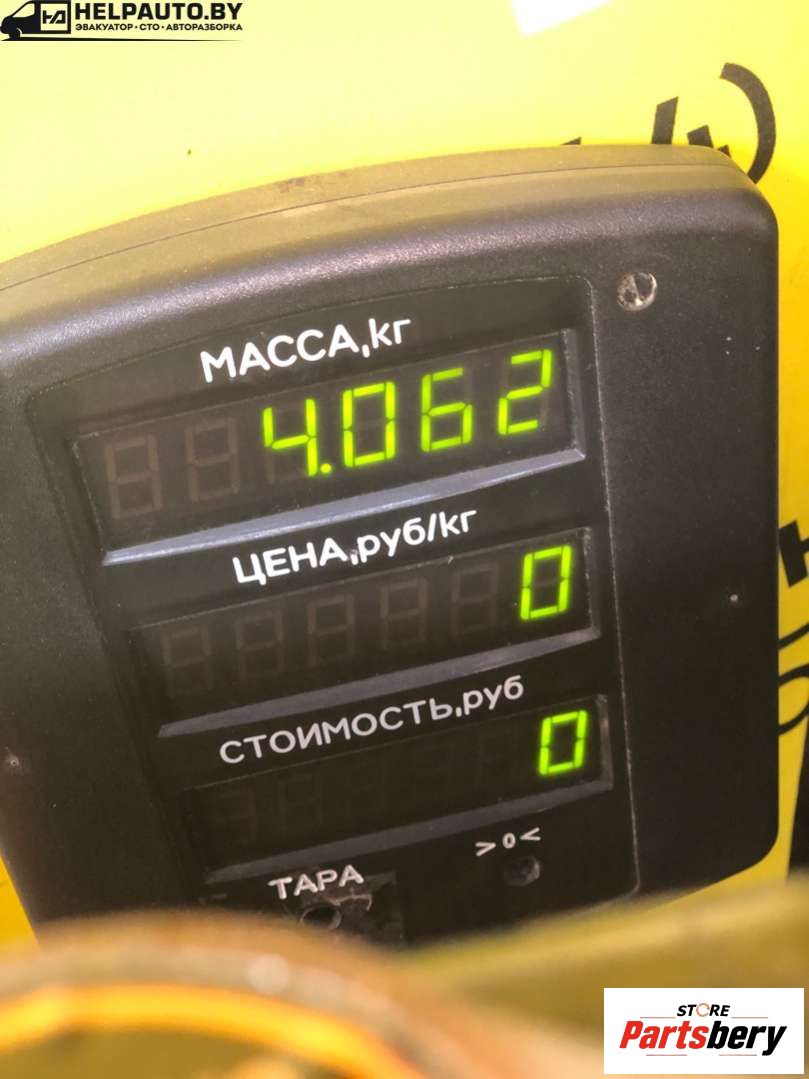 HELPAUTO.BY
ЭВАКУАТОР • СТО • АВТОРАЗБОРКА
МАССА,кг
4.062
ЦЕНА,руб/кг
0
СТОИМОСТЬ,руб
0
ТАРА
>0<
STORE
Partsbery